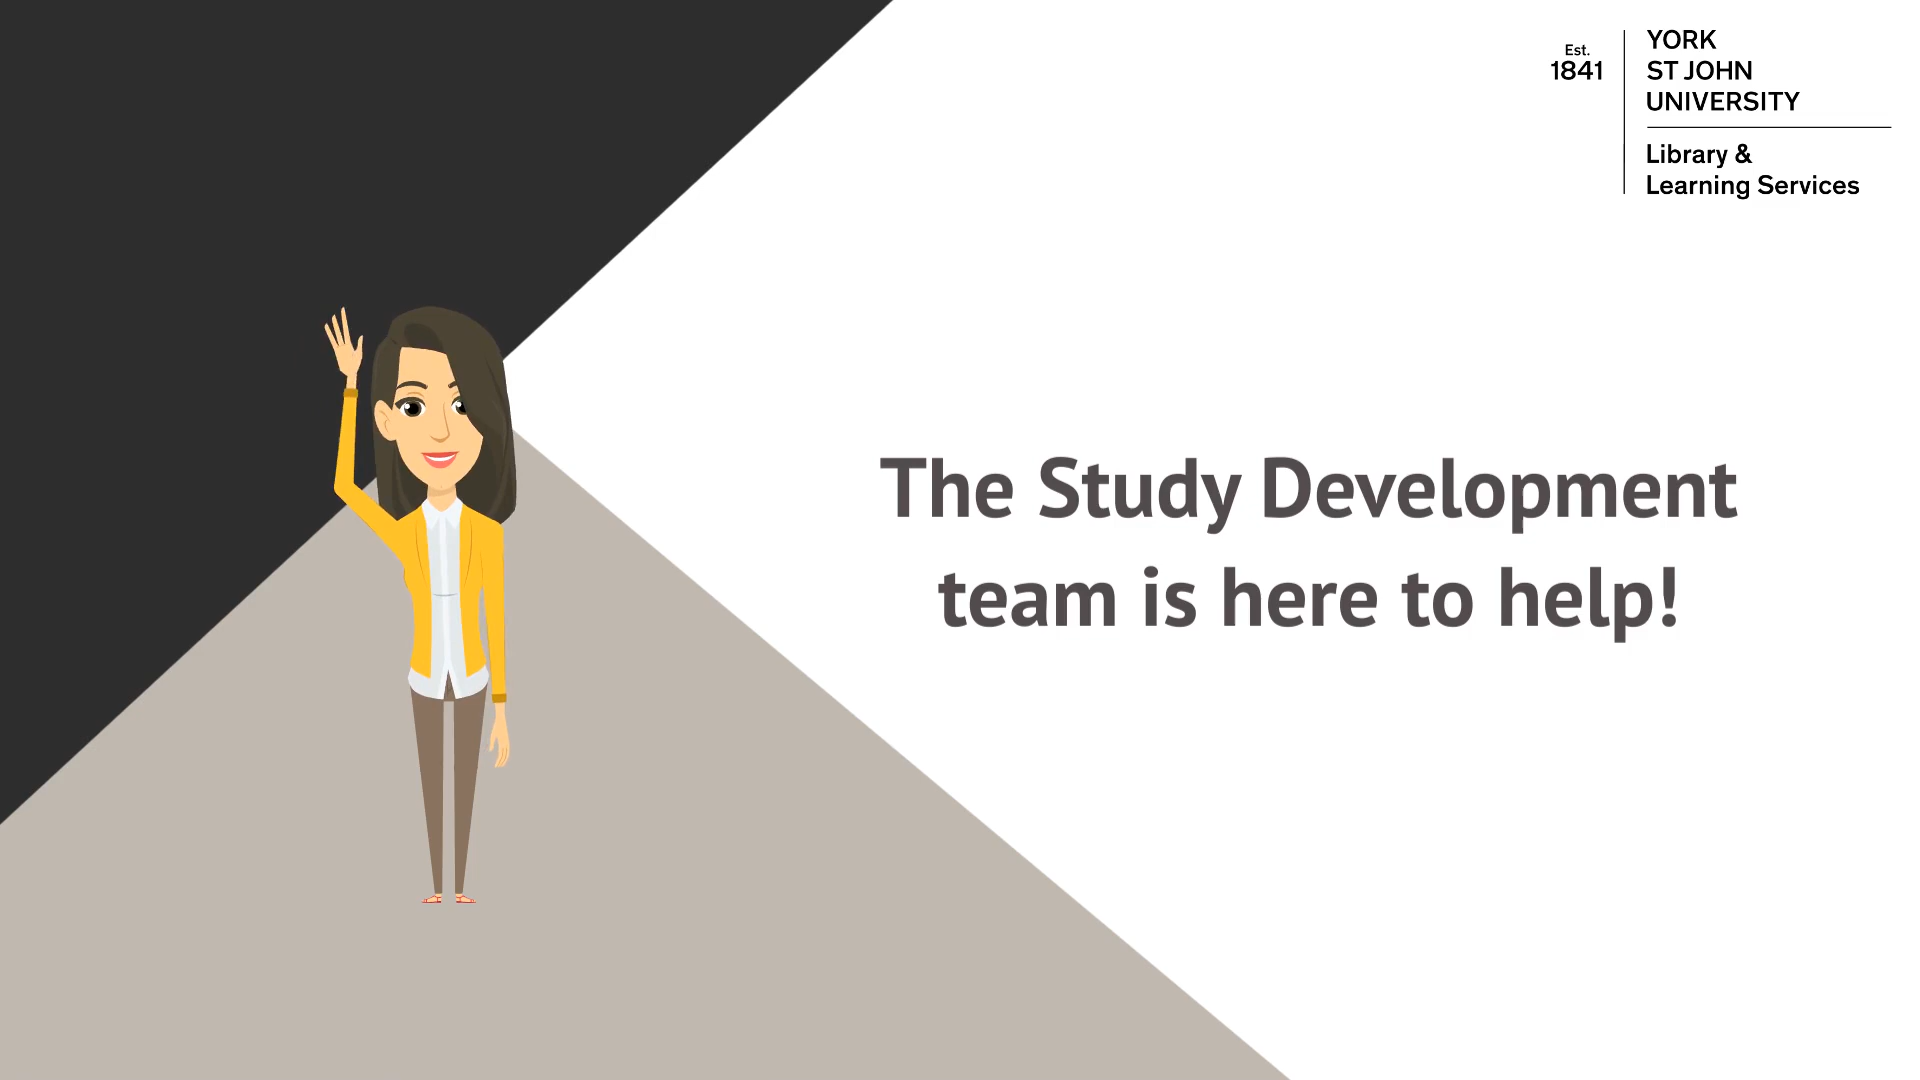 Est.
1841
YORK
ST JOHN
UNIVERSITY
Library &
Learning Services
The Study Development
team is here to help!